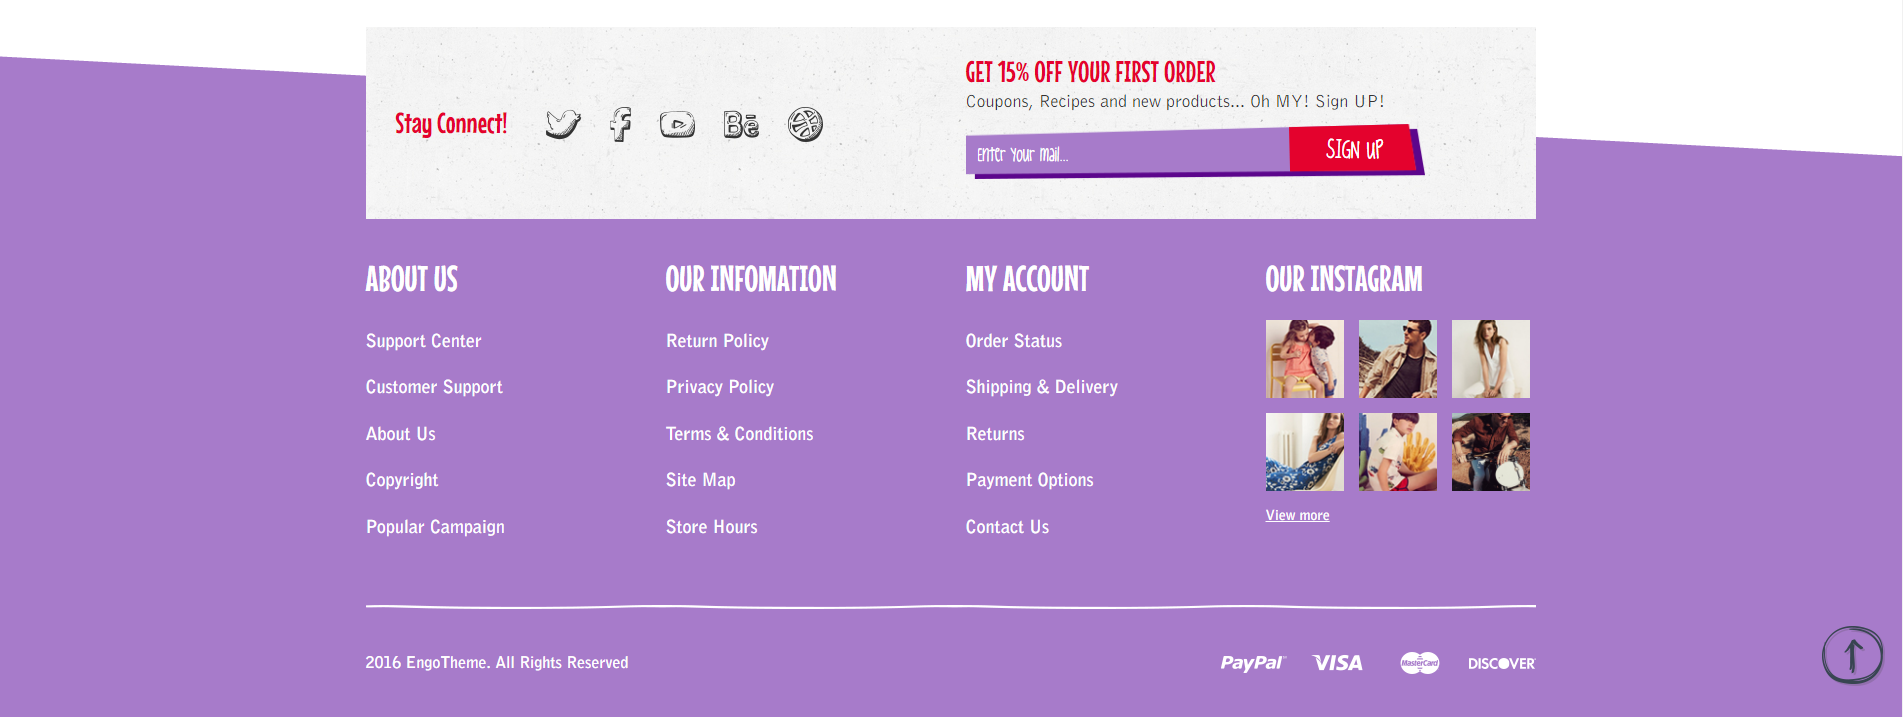 Stay Connect!
GET 15% OFF YOUR FIRST ORDER
Coupons, Recipes and new products... Oh MY! Sign UP!
Enter Your mail...
SIGN UP
ABOUT US
Support Center
Customer Support
About Us
Copyright
Popular Campaign
OUR INFOMATION
Return Policy
Privacy Policy
Terms & Conditions
Site Map
Store Hours
MY ACCOUNT
Order Status
Shipping & Delivery
Returns
Payment Options
Contact Us
OUR INSTAGRAM
View more
2016 EngoTheme. All Rights Reserved
PayPal
VISA
MasterCard
DISCOVER